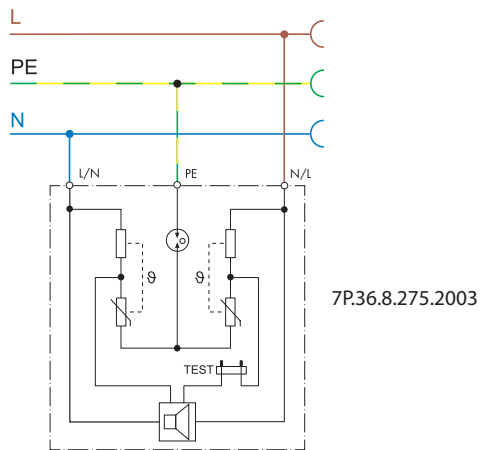 L
PE
N
L/N PE N/L
ϑ ϑ
7P.36.8.275.2003
TEST